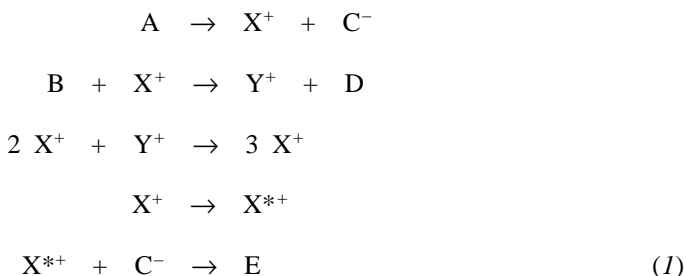 A → X⁺ + C⁻
B + X⁺ → Y⁺ + D
2 X⁺ + Y⁺ → 3 X⁺
X⁺ → X*⁺
X*⁺ + C⁻ → E (1)